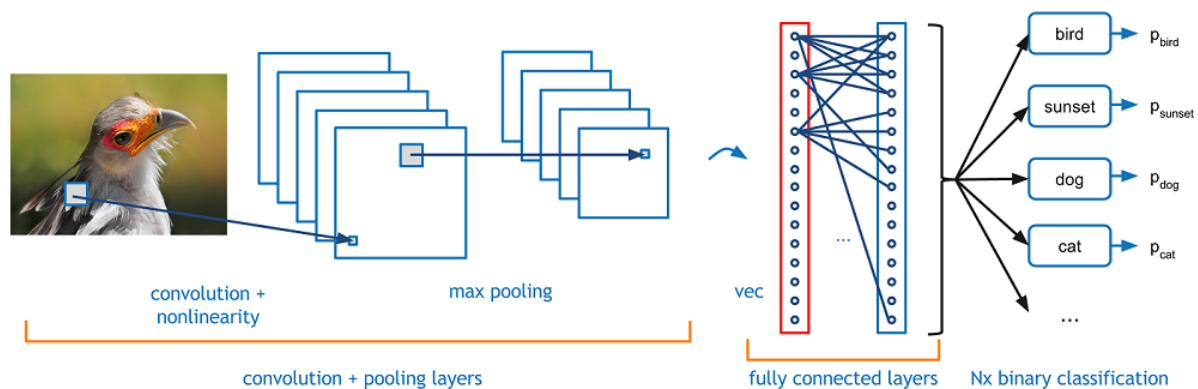 bird
p_bird
sunset
p_sunset
dog
p_dog
cat
p_cat
...
...
convolution +
nonlinearity
max pooling
vec
convolution + pooling layers
fully connected layers
Nx binary classification